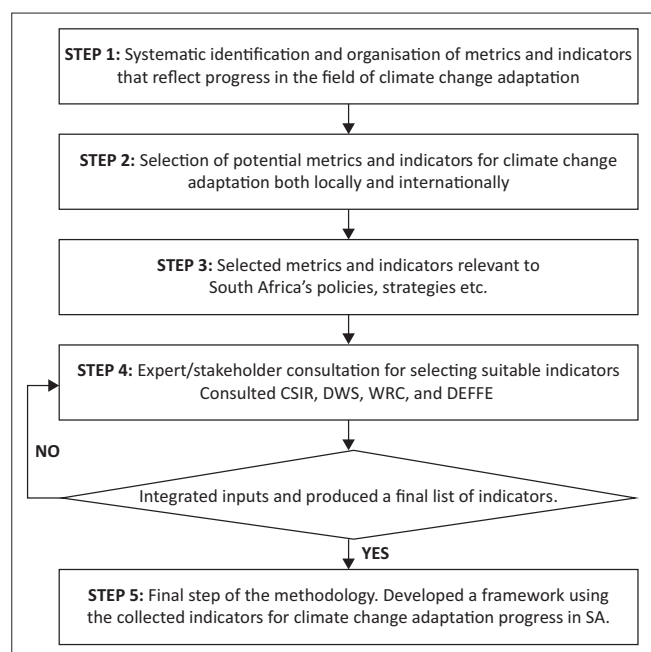 STEP 1: Systematic identification and organisation of metrics and indicators
that reflect progress in the field of climate change adaptation
STEP 2: Selection of potential metrics and indicators for climate change
adaptation both locally and internationally
STEP 3: Selected metrics and indicators relevant to
South Africa's policies, strategies etc.
STEP 4: Expert/stakeholder consultation for selecting suitable indicators
Consulted CSIR, DWS, WRC, and DEFFE
NO
Integrated inputs and produced a final list of indicators.
YES
STEP 5: Final step of the methodology. Developed a framework using
the collected indicators for climate change adaptation progress in SA.